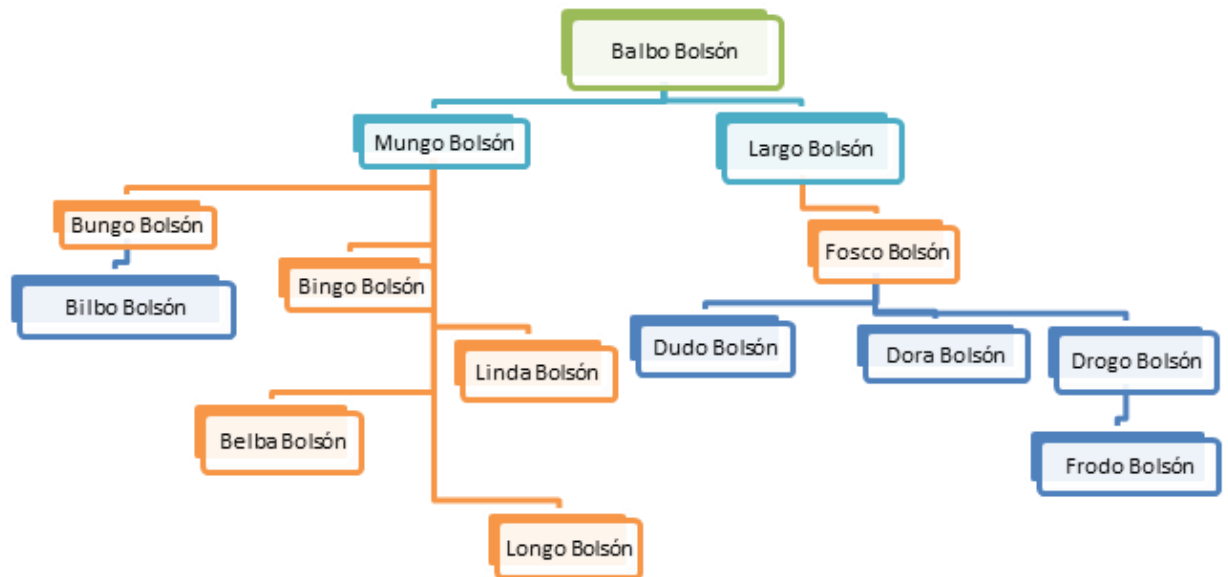 Balbo Bolsón
Mungo Bolsón
Largo Bolsón
Bungo Bolsón
Fosco Bolsón
Bingo Bolsón
Bilbo Bolsón
Dudo Bolsón
Dora Bolsón
Drogo Bolsón
Linda Bolsón
Belba Bolsón
Frodo Bolsón
Longo Bolsón